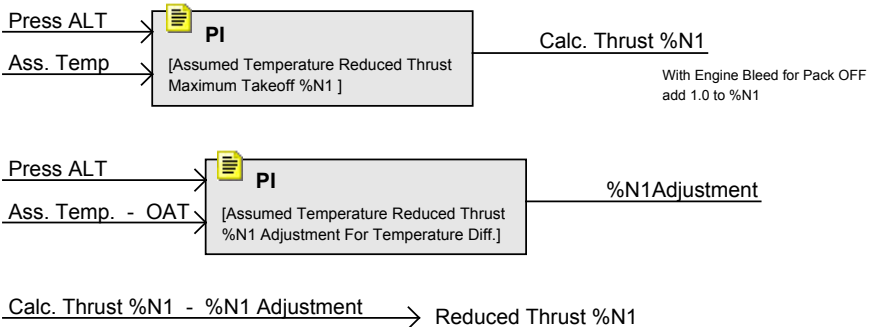 Press ALT
Ass. Temp
PI
[Assumed Temperature Reduced Thrust
Maximum Takeoff %N1 ]
Calc. Thrust %N1
With Engine Bleed for Pack OFF
add 1.0 to %N1
Press ALT
Ass. Temp. - OAT
PI
[Assumed Temperature Reduced Thrust
%N1 Adjustment For Temperature Diff.]
%N1Adjustment
Calc. Thrust %N1 - %N1 Adjustment
Reduced Thrust %N1